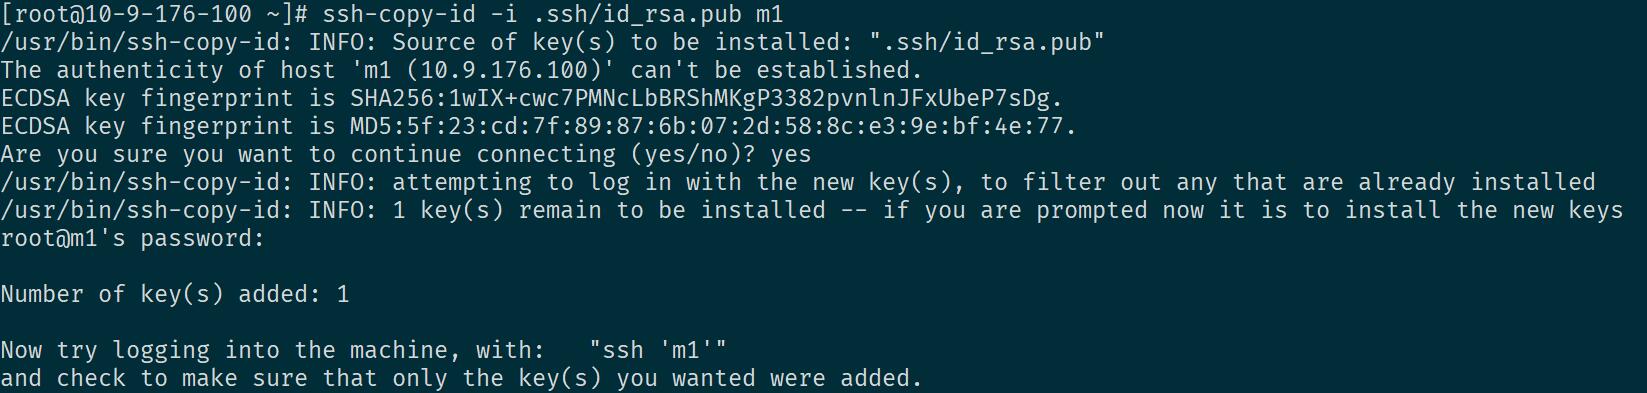 [root@10-9-176-100 ~]# ssh-copy-id -i .ssh/id_rsa.pub m1
/usr/bin/ssh-copy-id: INFO: Source of key(s) to be installed: ".ssh/id_rsa.pub"
The authenticity of host 'm1 (10.9.176.100)' can't be established.
ECDSA key fingerprint is SHA256:1wIX+cwc7PMNcLbBRShMKgP3382pvnlnJFxUbeP7sDg.
ECDSA key fingerprint is MD5:5f:23:cd:7f:89:87:6b:07:2d:58:8c:e3:9e:bf:4e:77.
Are you sure you want to continue connecting (yes/no)? yes
/usr/bin/ssh-copy-id: INFO: attempting to log in with the new key(s), to filter out any that are already installed
/usr/bin/ssh-copy-id: INFO: 1 key(s) remain to be installed -- if you are prompted now it is to install the new keys
root@m1's password:
Number of key(s) added: 1
Now try logging into the machine, with:   "ssh 'm1'"
and check to make sure that only the key(s) you wanted were added.